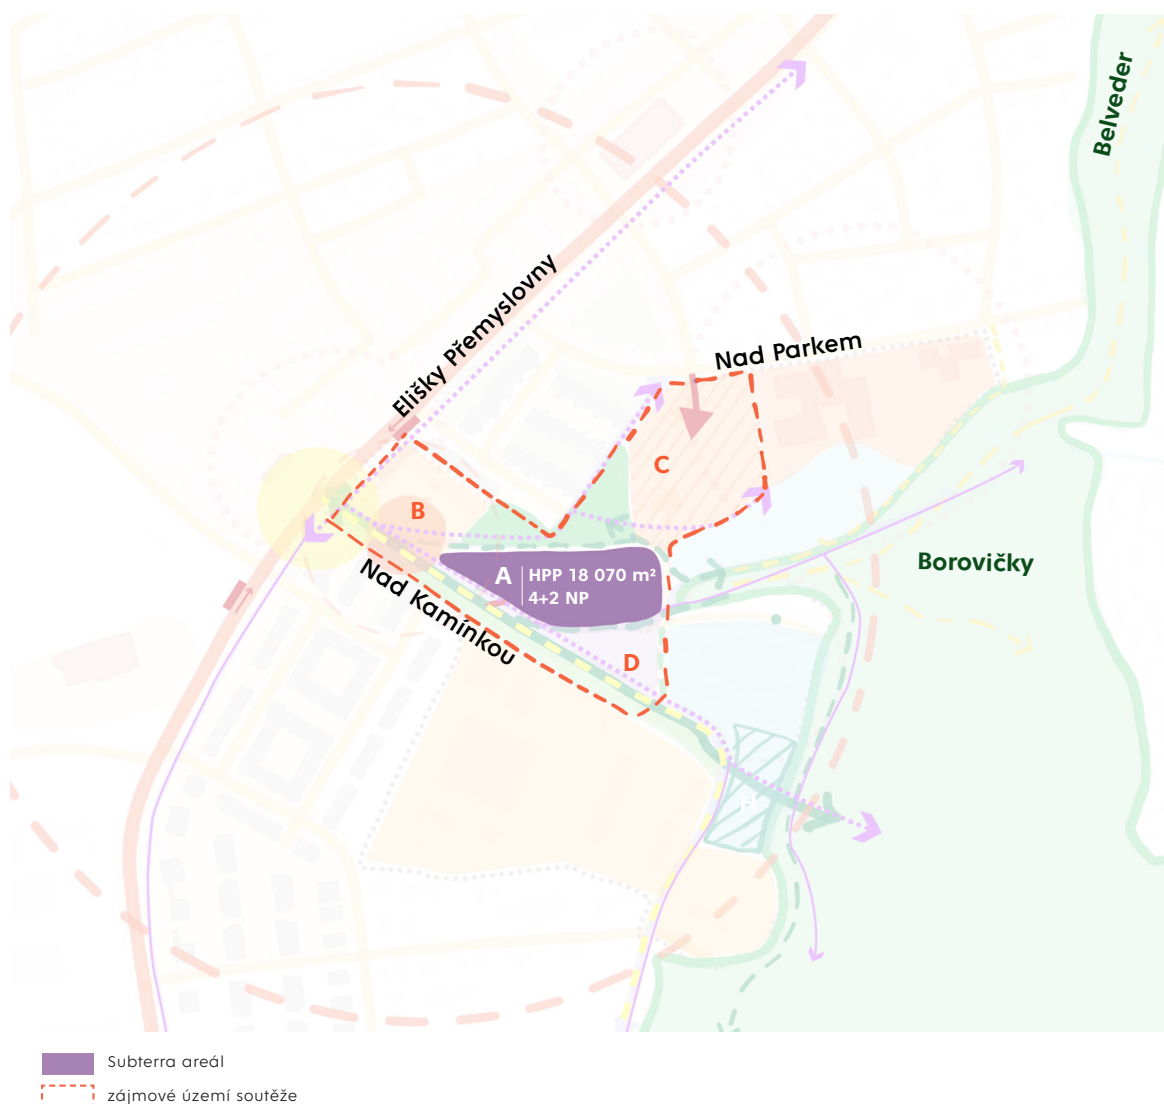 Belveder
Elišky Přemyslovny
Nad Parkem
C
B
A
HPP 18 070 m²
4+2 NP
Borovičky
Nad Kamínkou
D
H
Subterra areál
zájmové území soutěže